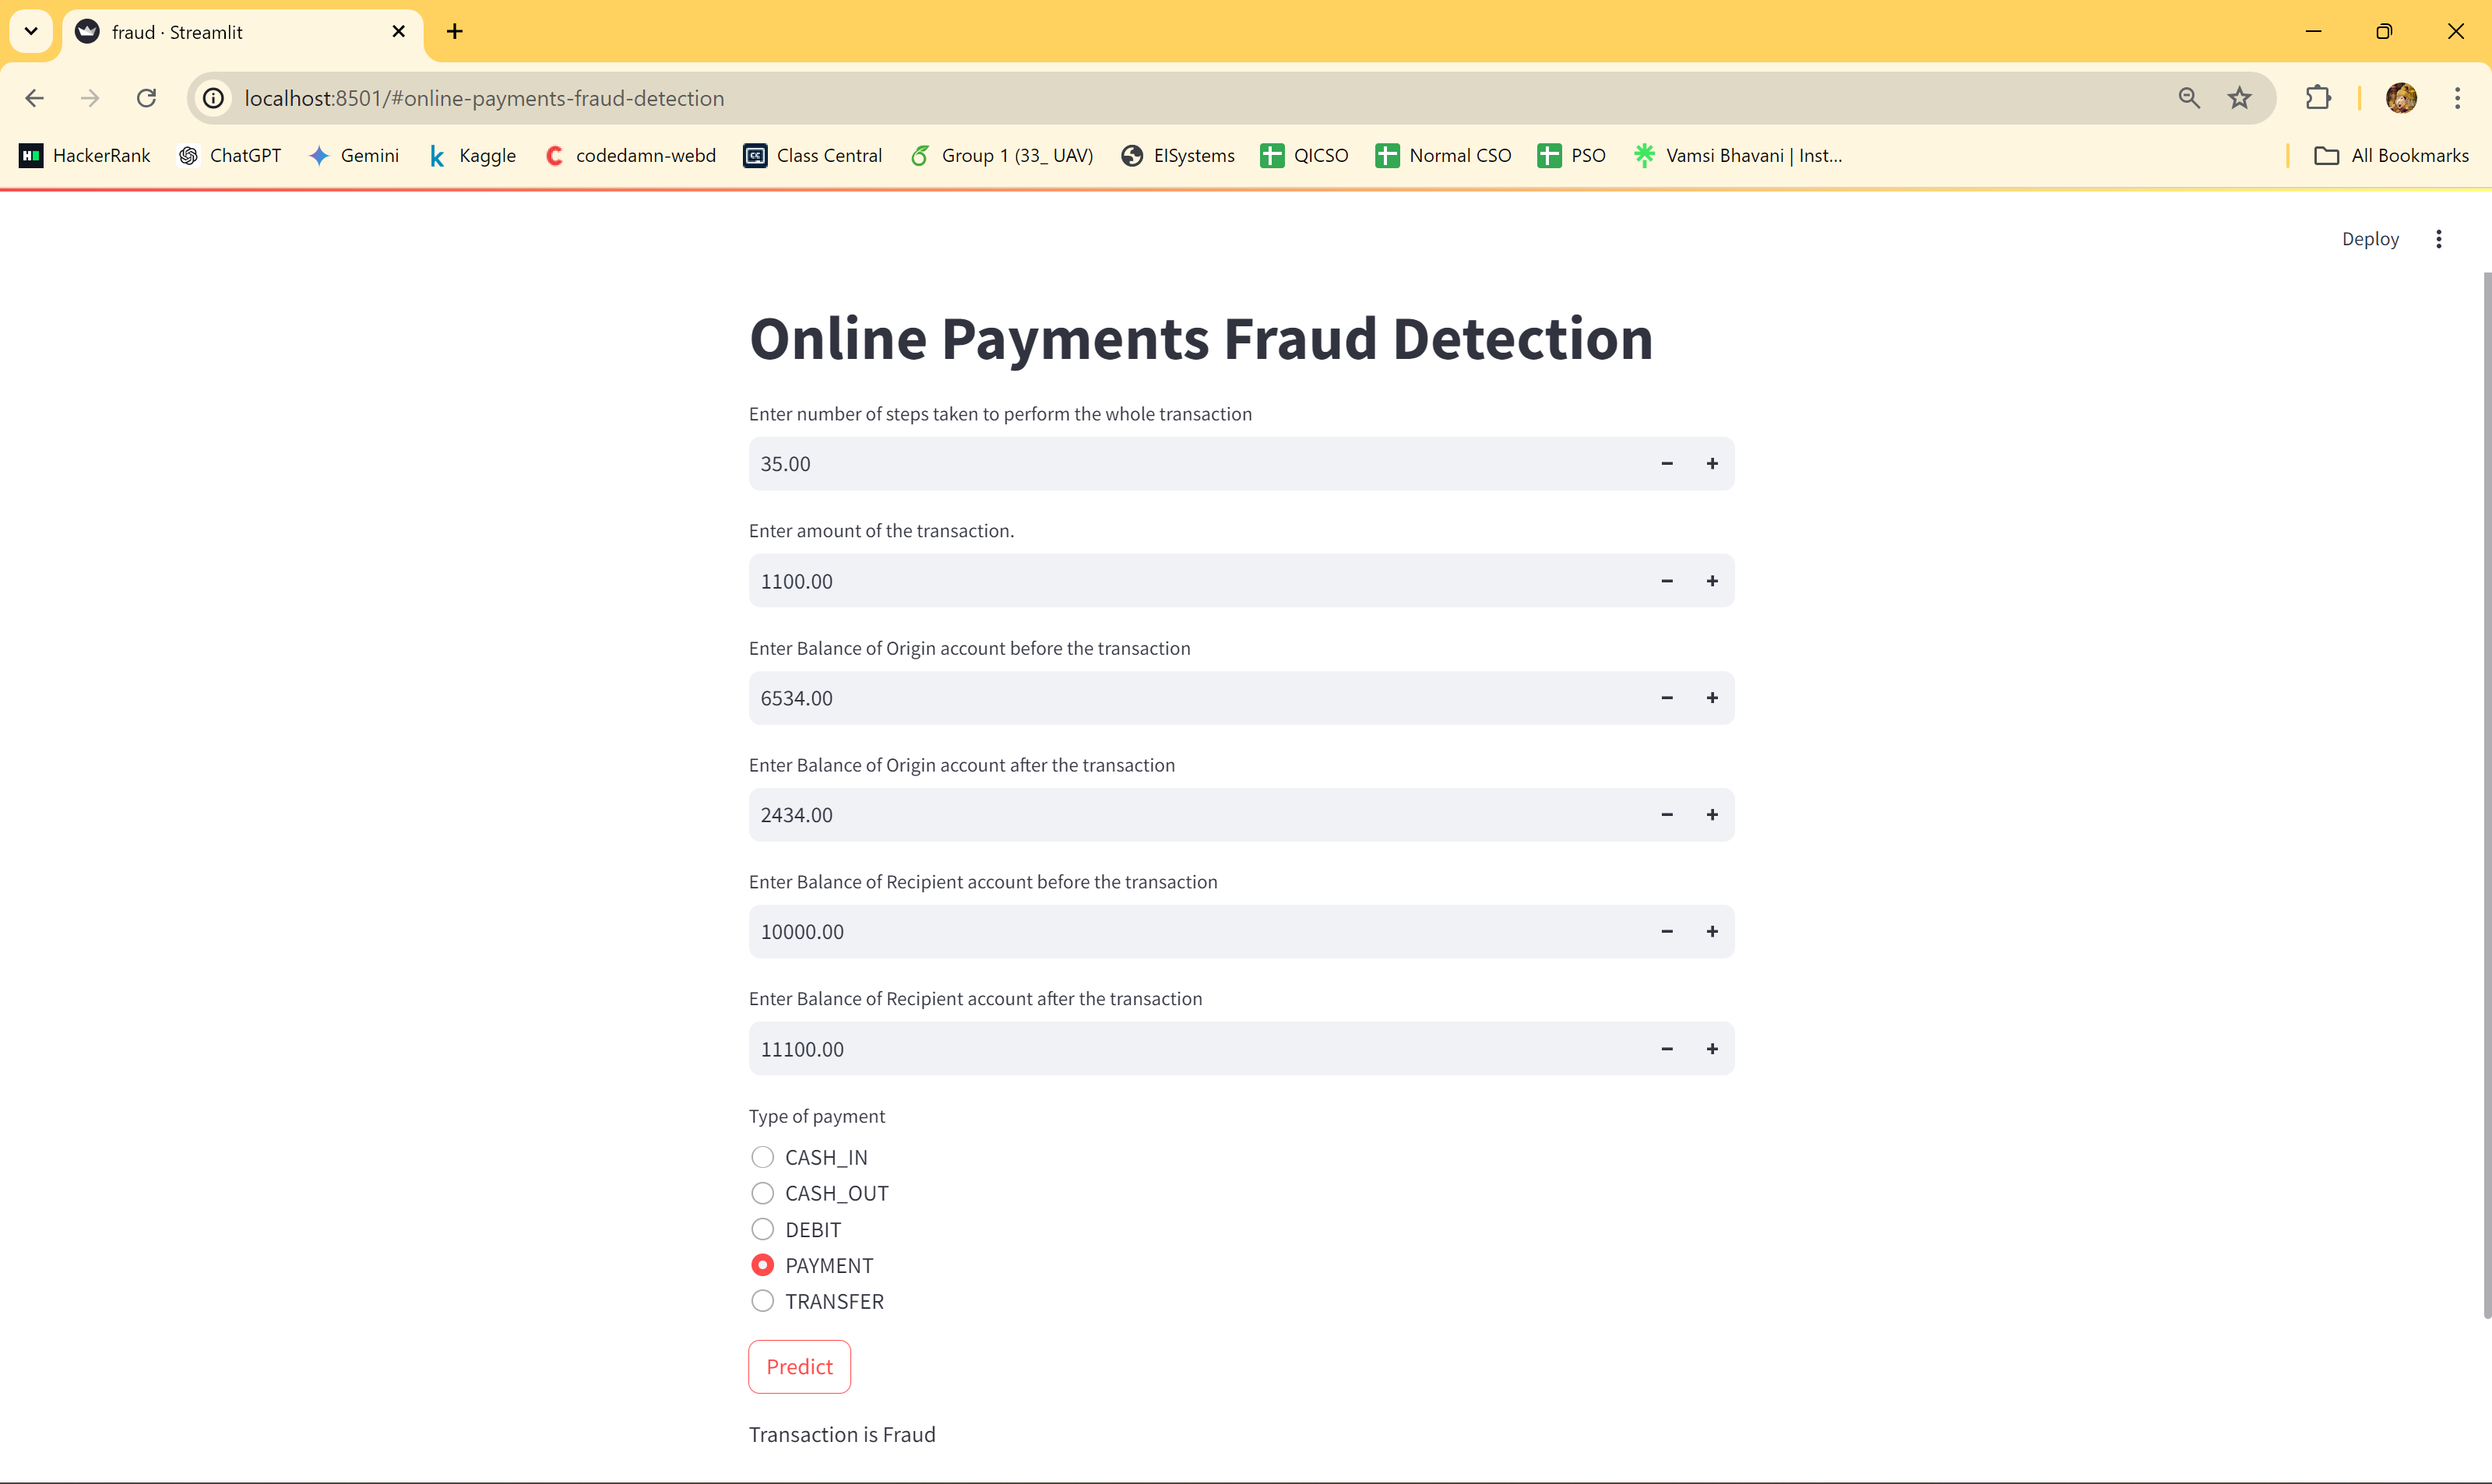 fraud · Streamlit
localhost:8501/#online-payments-fraud-detection
HackerRank ChatGPT Gemini Kaggle codedamn-webd Class Central Group 1 (33_ UAV) EISystems QICSO Normal CSO PSO Vamsi Bhavani | Inst... All Bookmarks
Deploy
Online Payments Fraud Detection
Enter number of steps taken to perform the whole transaction
35.00
Enter amount of the transaction.
1100.00
Enter Balance of Origin account before the transaction
6534.00
Enter Balance of Origin account after the transaction
2434.00
Enter Balance of Recipient account before the transaction
10000.00
Enter Balance of Recipient account after the transaction
11100.00
Type of payment
CASH_IN
CASH_OUT
DEBIT
PAYMENT
TRANSFER
Predict
Transaction is Fraud